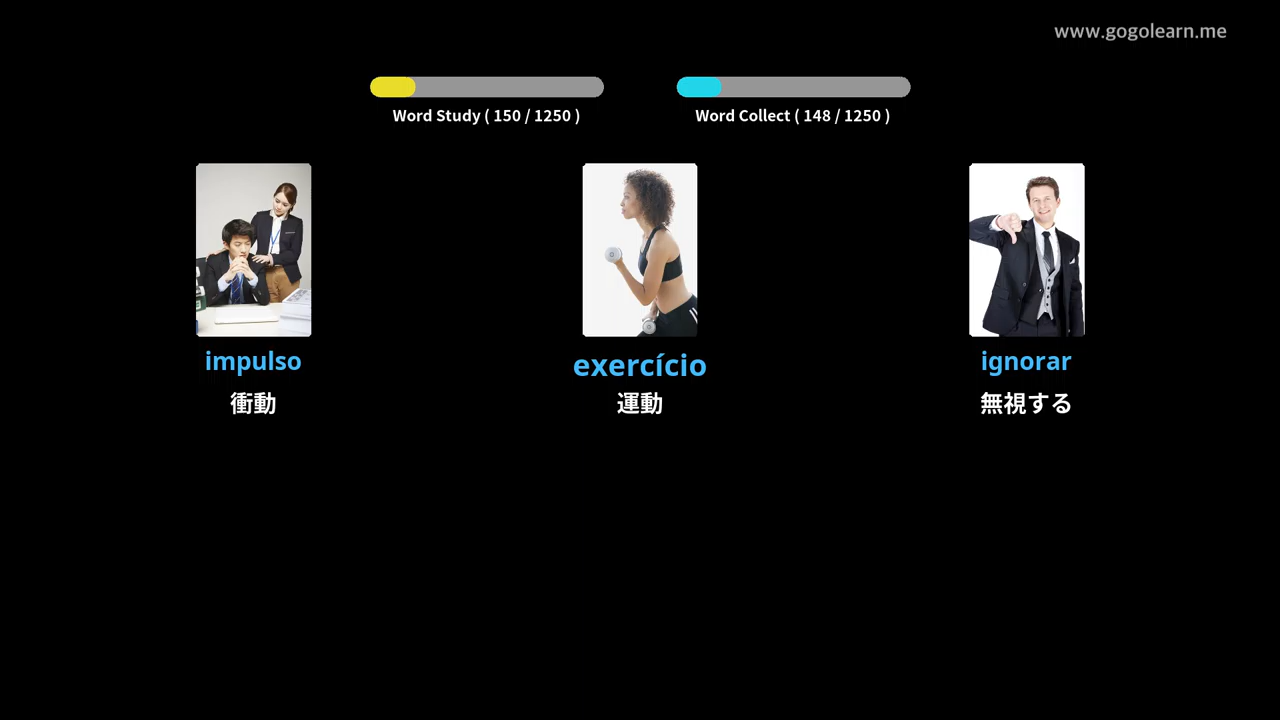 www.gogolearn.me
Word Study ( 150 / 1250 )
Word Collect ( 148 / 1250 )
impulso
衝動
exercício
運動
ignorar
無視する